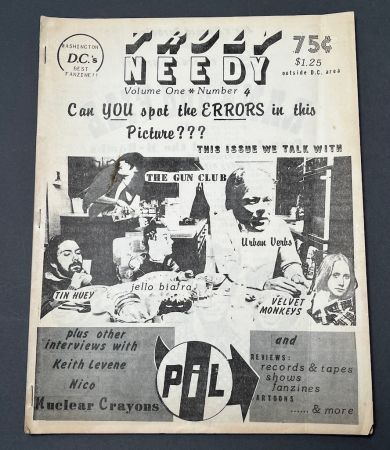 WASHINGTON
D.C.'s
BEST
FANZINE!!
TRULY
NEEDY
75¢
$1.25
outside D.C. area
Volume One * Number 4
Can YOU spot the ERRORS in this
Picture???
THIS ISSUE WE TALK WITH
THE GUN CLUB
Urban Verbs
TIN HUEY
jello biafra
VELVET
MONKEYS
plus other
interviews with
Keith Levene
Nico
Nuclear Crayons
PiL
and
REVIEWS:
records & tapes
shows
fanzines
CARTOONS
...... & more